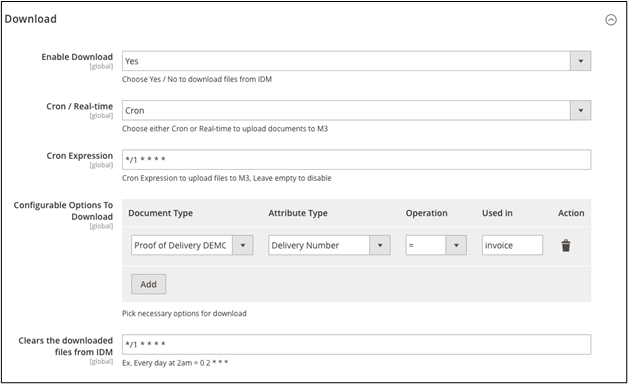 Download
Enable Download
[global]
Yes
Choose Yes / No to download files from IDM
Cron / Real-time
[global]
Cron
Choose either Cron or Real-time to upload documents to M3
Cron Expression
[global]
*/1 * * * *
Cron Expression to upload files to M3, Leave empty to disable
Configurable Options To
Download
[global]
Document Type Attribute Type Operation Used in Action
Proof of Delivery DEMC Delivery Number = invoice
Add
Pick necessary options for download
Clears the downloaded
files from IDM
[global]
*/1 * * * *
Ex. Every day at 2am = 0 2 * * *